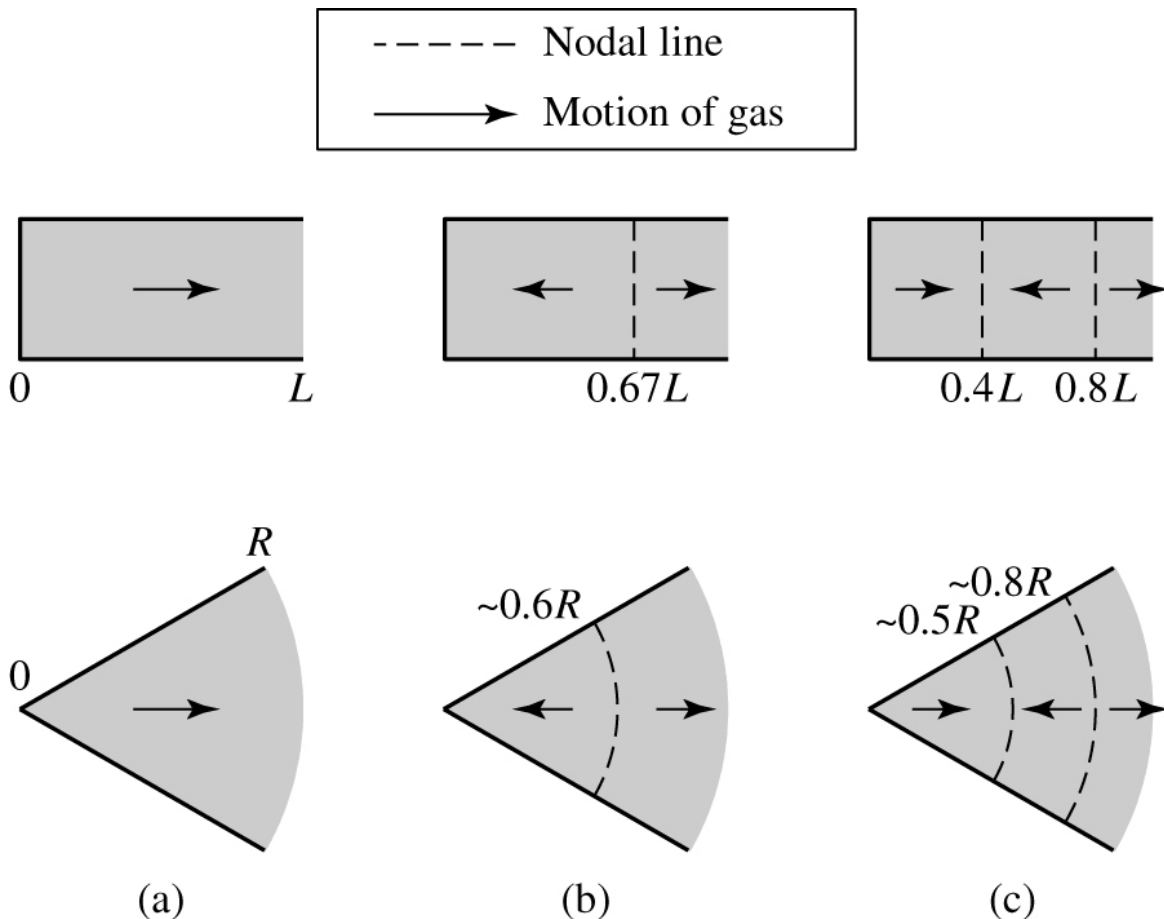 Nodal line
Motion of gas
0 L
0.67L
0.4L 0.8L
R
0
~0.6R
~0.8R
~0.5R
(a) (b) (c)